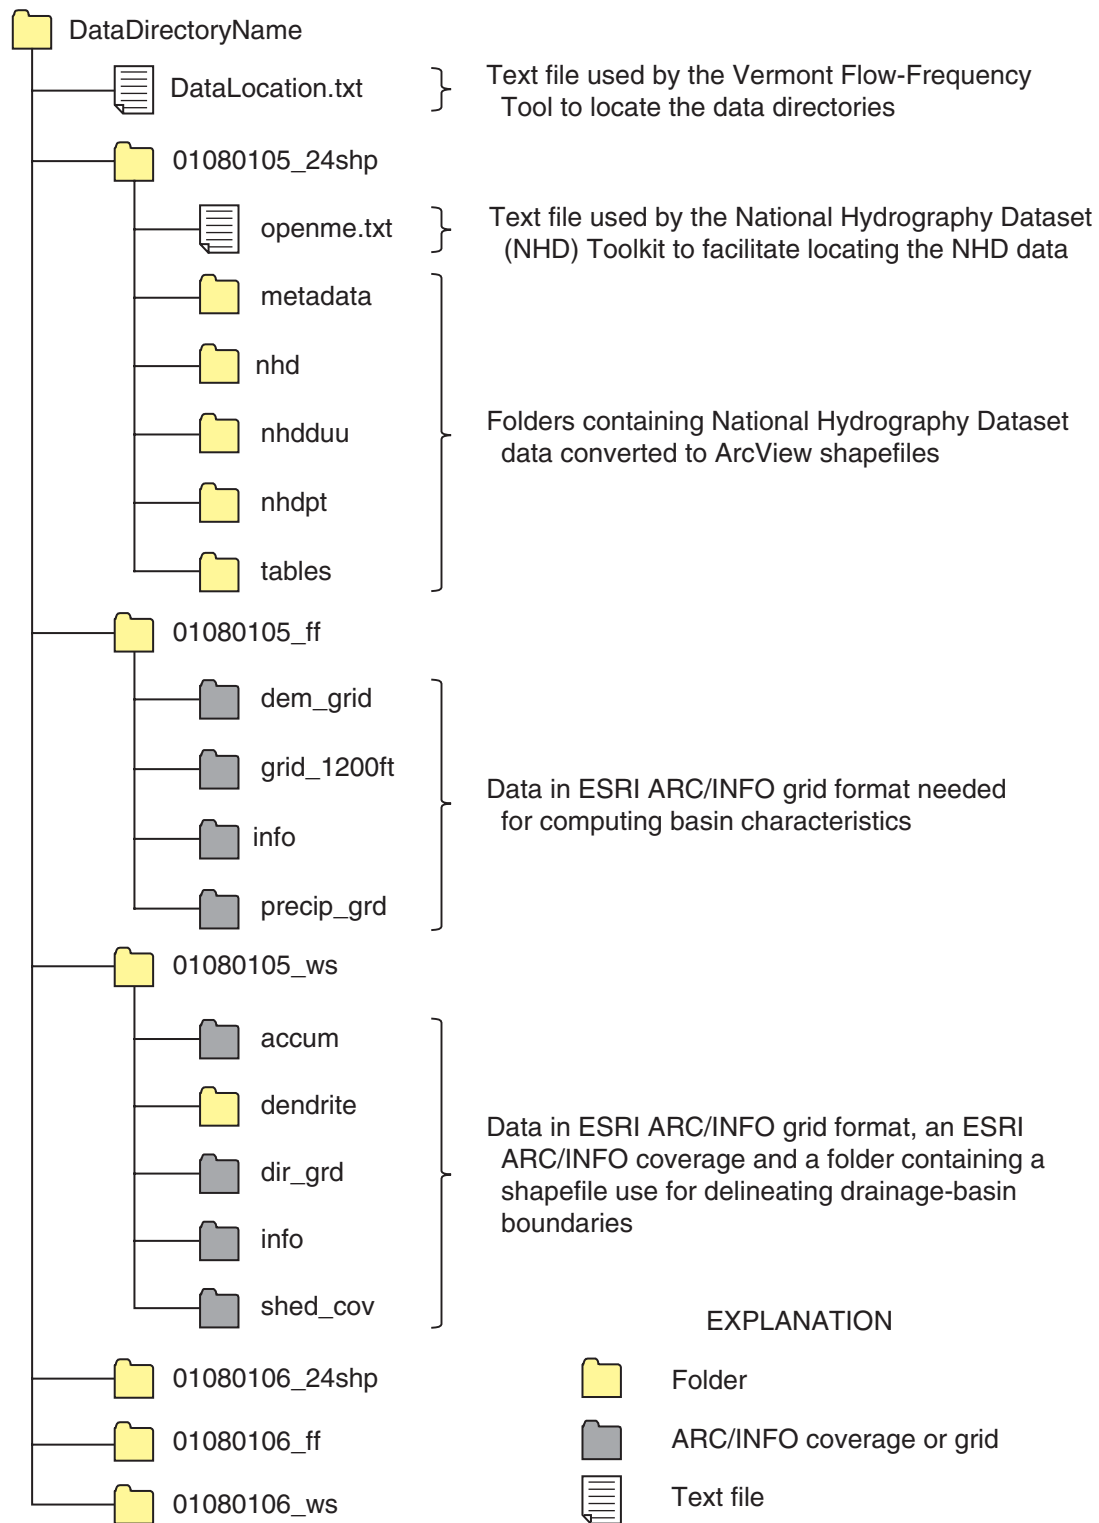 DataDirectoryName
DataLocation.txt
Text file used by the Vermont Flow-Frequency
Tool to locate the data directories
01080105_24shp
openme.txt
Text file used by the National Hydrography Dataset
(NHD) Toolkit to facilitate locating the NHD data
metadata
nhd
nhdduu
Folders containing National Hydrography Dataset
data converted to ArcView shapefiles
nhdpt
tables
01080105_ff
dem_grid
grid_1200ft
Data in ESRI ARC/INFO grid format needed
for computing basin characteristics
info
precip_grd
01080105_ws
accum
dendrite
Data in ESRI ARC/INFO grid format, an ESRI
ARC/INFO coverage and a folder containing a
shapefile use for delineating drainage-basin
boundaries
dir_grd
info
shed_cov
01080106_24shp
01080106_ff
01080106_ws
EXPLANATION
Folder
ARC/INFO coverage or grid
Text file